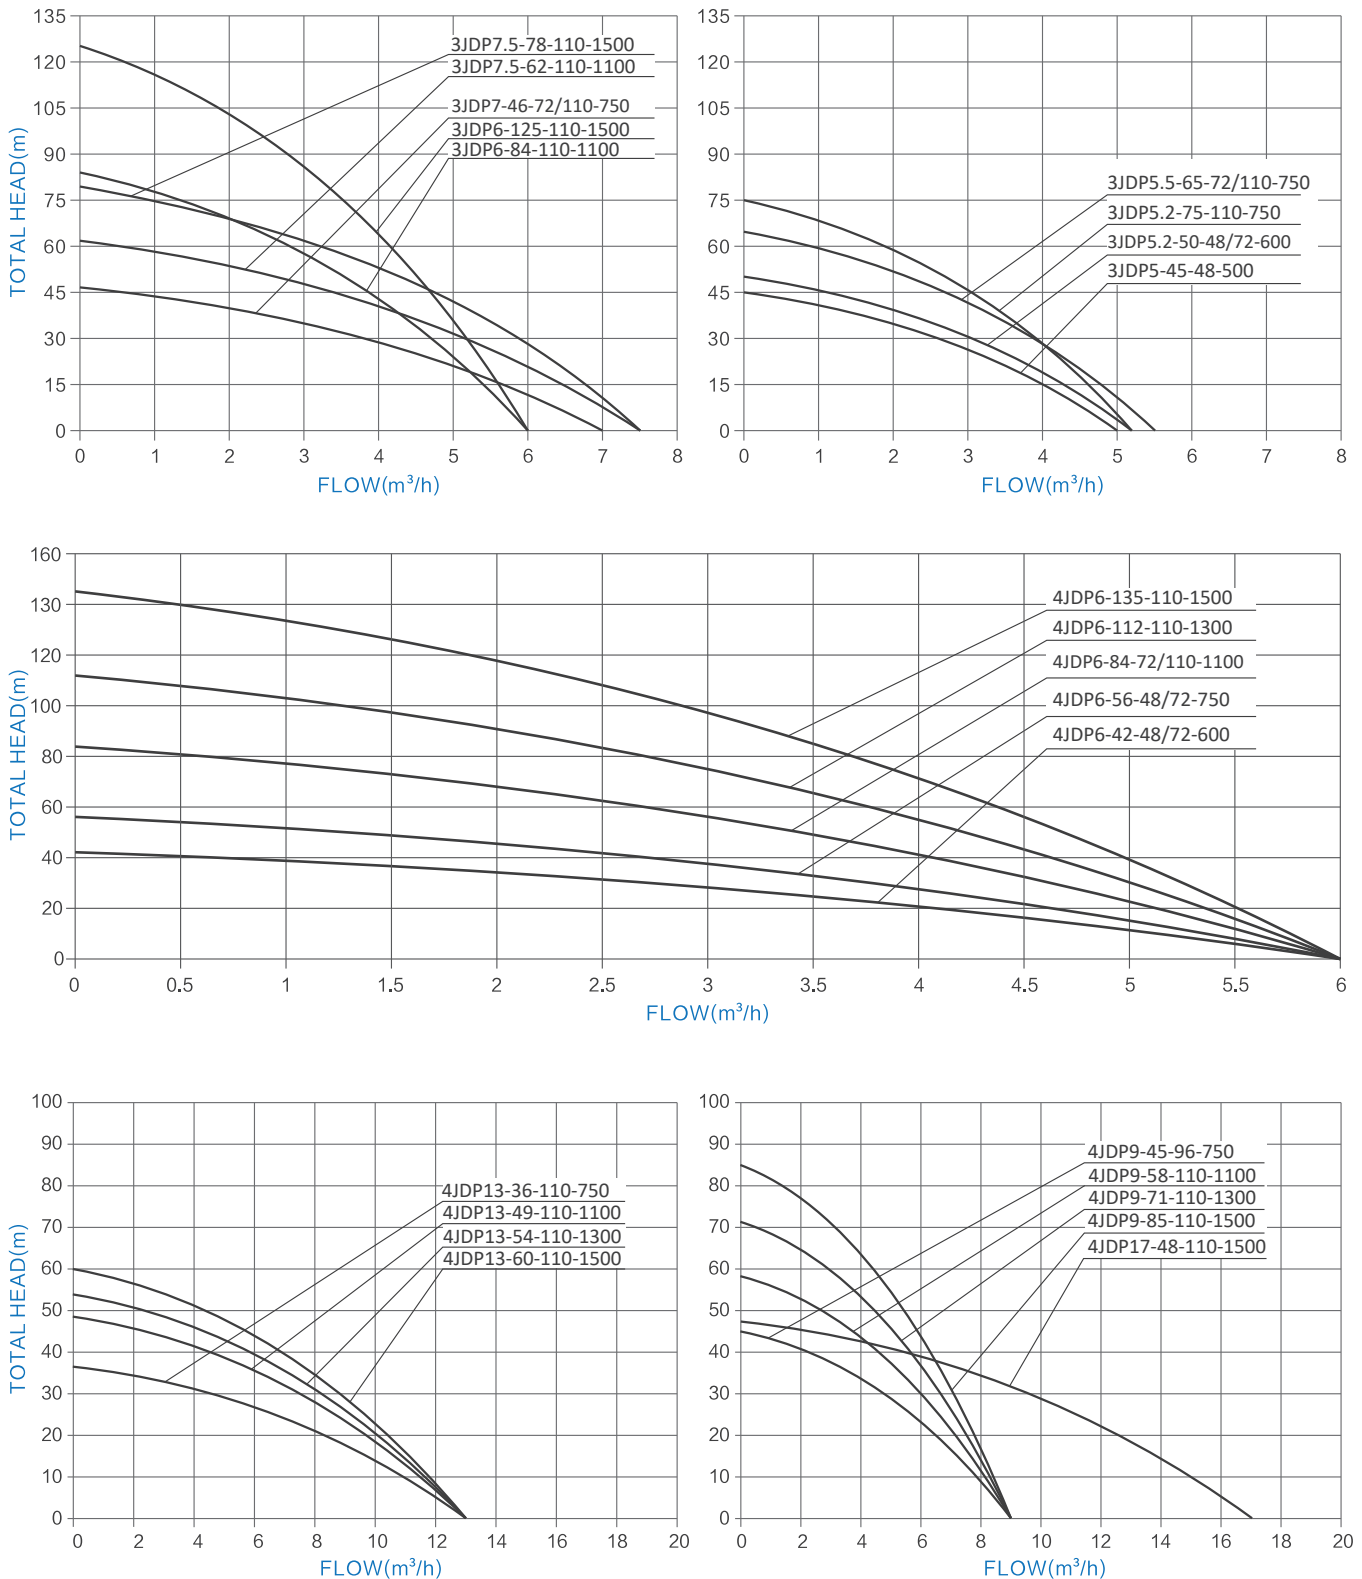 135
120
105
90
75
60
45
30
15
0
TOTAL HEAD(m)
3JDP7.5-78-110-1500
3JDP7.5-62-110-1100
3JDP7-46-72/110-750
3JDP6-125-110-1500
3JDP6-84-110-1100
0 1 2 3 4 5 6 7 8
FLOW(m³/h)
135
120
105
90
75
60
45
30
15
0
3JDP5.5-65-72/110-750
3JDP5.2-75-110-750
3JDP5.2-50-48/72-600
3JDP5-45-48-500
0 1 2 3 4 5 6 7 8
FLOW(m³/h)
160
130
120
100
80
60
40
20
0
TOTAL HEAD(m)
4JDP6-135-110-1500
4JDP6-112-110-1300
4JDP6-84-72/110-1100
4JDP6-56-48/72-750
4JDP6-42-48/72-600
0 0.5 1 1.5 2 2.5 3 3.5 4 4.5 5 5.5 6
FLOW(m³/h)
100
90
80
70
60
50
40
30
20
10
0
TOTAL HEAD(m)
4JDP13-36-110-750
4JDP13-49-110-1100
4JDP13-54-110-1300
4JDP13-60-110-1500
0 2 4 6 8 10 12 14 16 18 20
FLOW(m³/h)
100
90
80
70
60
50
40
30
20
10
0
4JDP9-45-96-750
4JDP9-58-110-1100
4JDP9-71-110-1300
4JDP9-85-110-1500
4JDP17-48-110-1500
0 2 4 6 8 10 12 14 16 18 20
FLOW(m³/h)